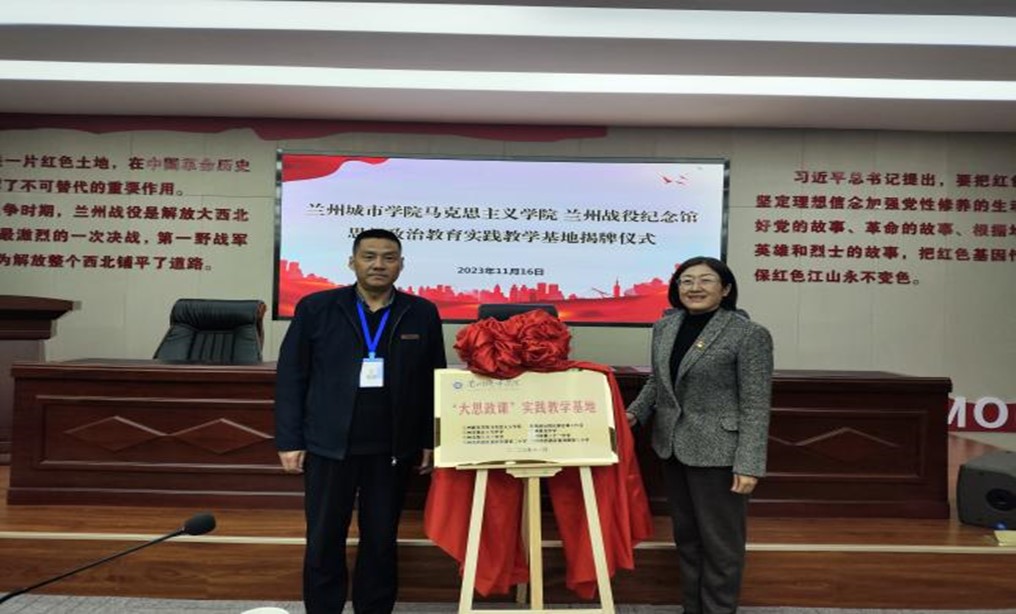 一片红色土地，在中国革命历史
了不可替代的重要作用。
争时期，兰州战役是解放大西北
最激烈的一次决战，第一野战军
为解放整个西北铺平了道路。
兰州城市学院马克思主义学院 兰州战役纪念馆
思 政治教育实践教学基地揭牌仪式
2023年11月16日
习近平总书记提出，要把红
坚定理想信念加强党性修养的生
好党的故事、革命的故事、根据
英雄和烈士的故事，把红色基因
保红色江山永不变色。
“大思政课”实践教学基地
MO